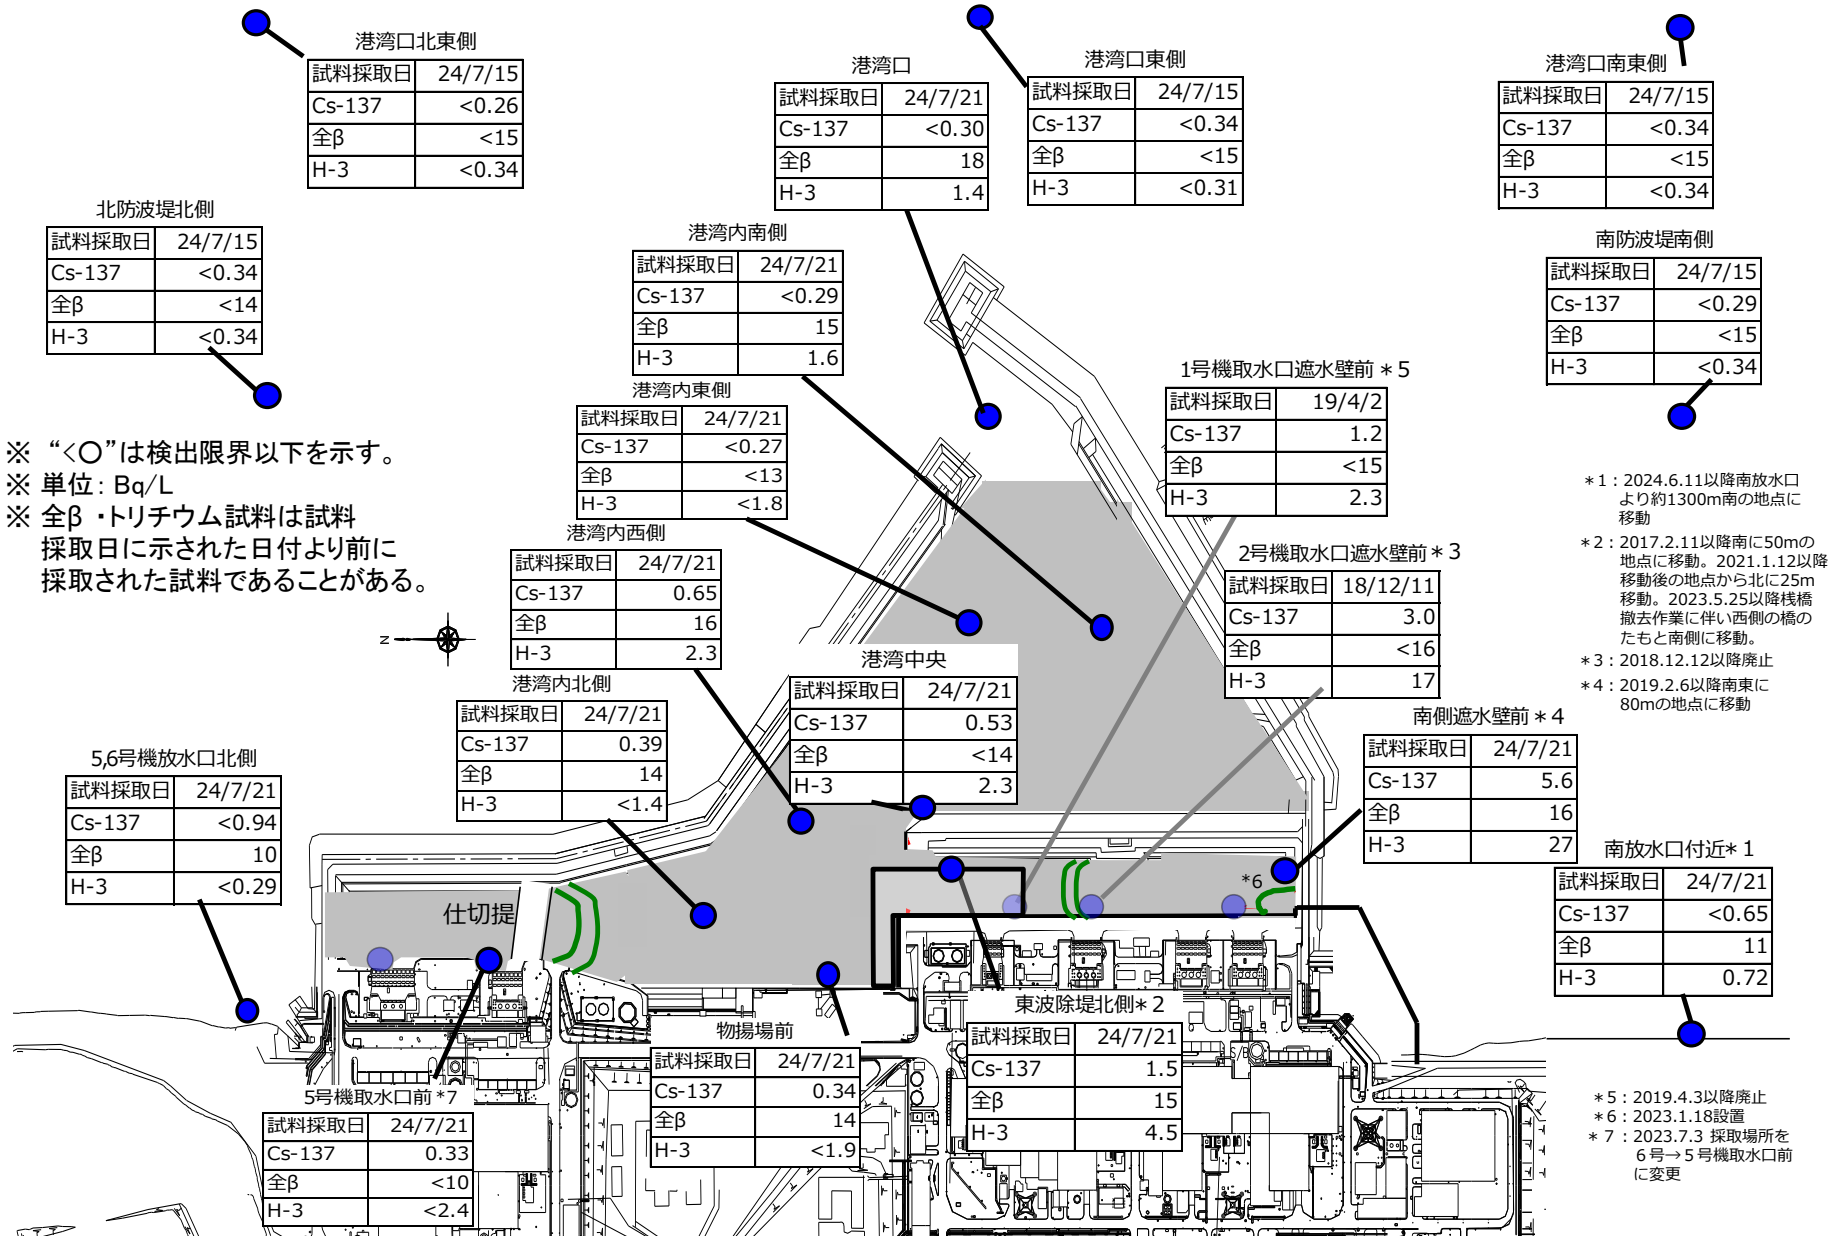 港湾口北東側
試料採取日 24/7/15
Cs-137 <0.26
全β <15
H-3 <0.34
港湾口
試料採取日 24/7/21
Cs-137 <0.30
全β 18
H-3 1.4
港湾口東側
試料採取日 24/7/15
Cs-137 <0.34
全β <15
H-3 <0.31
港湾口南東側
試料採取日 24/7/15
Cs-137 <0.34
全β <15
H-3 <0.34
北防波堤北側
試料採取日 24/7/15
Cs-137 <0.34
全β <14
H-3 <0.34
港湾内南側
試料採取日 24/7/21
Cs-137 <0.29
全β 15
H-3 1.6
南防波堤南側
試料採取日 24/7/15
Cs-137 <0.29
全β <15
H-3 <0.34
港湾内東側
試料採取日 24/7/21
Cs-137 <0.27
全β <13
H-3 <1.8
1号機取水口遮水壁前＊5
試料採取日 19/4/2
Cs-137 1.2
全β <15
H-3 2.3
※ “<〇”は検出限界以下を示す。
※ 単位：Bq/L
※ 全β ・トリチウム試料は試料
採取日に示された日付より前に
採取された試料であることがある。
港湾内西側
試料採取日 24/7/21
Cs-137 0.65
全β 16
H-3 2.3
2号機取水口遮水壁前＊3
試料採取日 18/12/11
Cs-137 3.0
全β <16
H-3 17
＊1：2024.6.11以降南放水口
より約1300m南の地点に
移動
＊2：2017.2.11以降南に50mの
地点に移動。2021.1.12以降
移動後の地点から北に25m
移動。2023.5.25以降桟橋
撤去作業に伴い西側の橋の
たもと南側に移動。
＊3：2018.12.12以降廃止
＊4：2019.2.6以降南東に
80mの地点に移動
N
港湾中央
試料採取日 24/7/21
Cs-137 0.53
全β <14
H-3 2.3
港湾内北側
試料採取日 24/7/21
Cs-137 0.39
全β 14
H-3 <1.4
南側遮水壁前＊4
試料採取日 24/7/21
Cs-137 5.6
全β 16
H-3 27
5,6号機放水口北側
試料採取日 24/7/21
Cs-137 <0.94
全β 10
H-3 <0.29
南放水口付近＊1
試料採取日 24/7/21
Cs-137 <0.65
全β 11
H-3 0.72
仕切堤
*6
東波除堤北側＊2
試料採取日 24/7/21
Cs-137 1.5
全β 15
H-3 4.5
物揚場前
試料採取日 24/7/21
Cs-137 0.34
全β 14
H-3 <1.9
S/B
5号機取水口前*7
試料採取日 24/7/21
Cs-137 0.33
全β <10
H-3 <2.4
＊5：2019.4.3以降廃止
＊6：2023.1.18設置
＊7：2023.7.3 採取場所を
6号→5号機取水口前
に変更